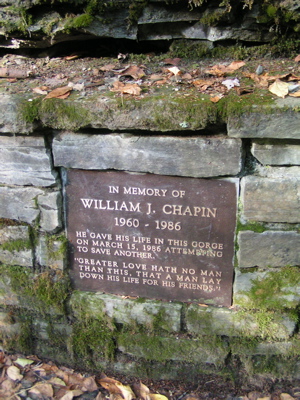 IN MEMORY OF
WILLIAM J. CHAPIN
1960 - 1986
HE GAVE HIS LIFE IN THIS GORGE
ON MARCH 15, 1986 ATTEMPTING
TO SAVE ANOTHER.
"GREATER LOVE HATH NO MAN
THAN THIS, THAT A MAN LAY
DOWN HIS LIFE FOR HIS FRIENDS."